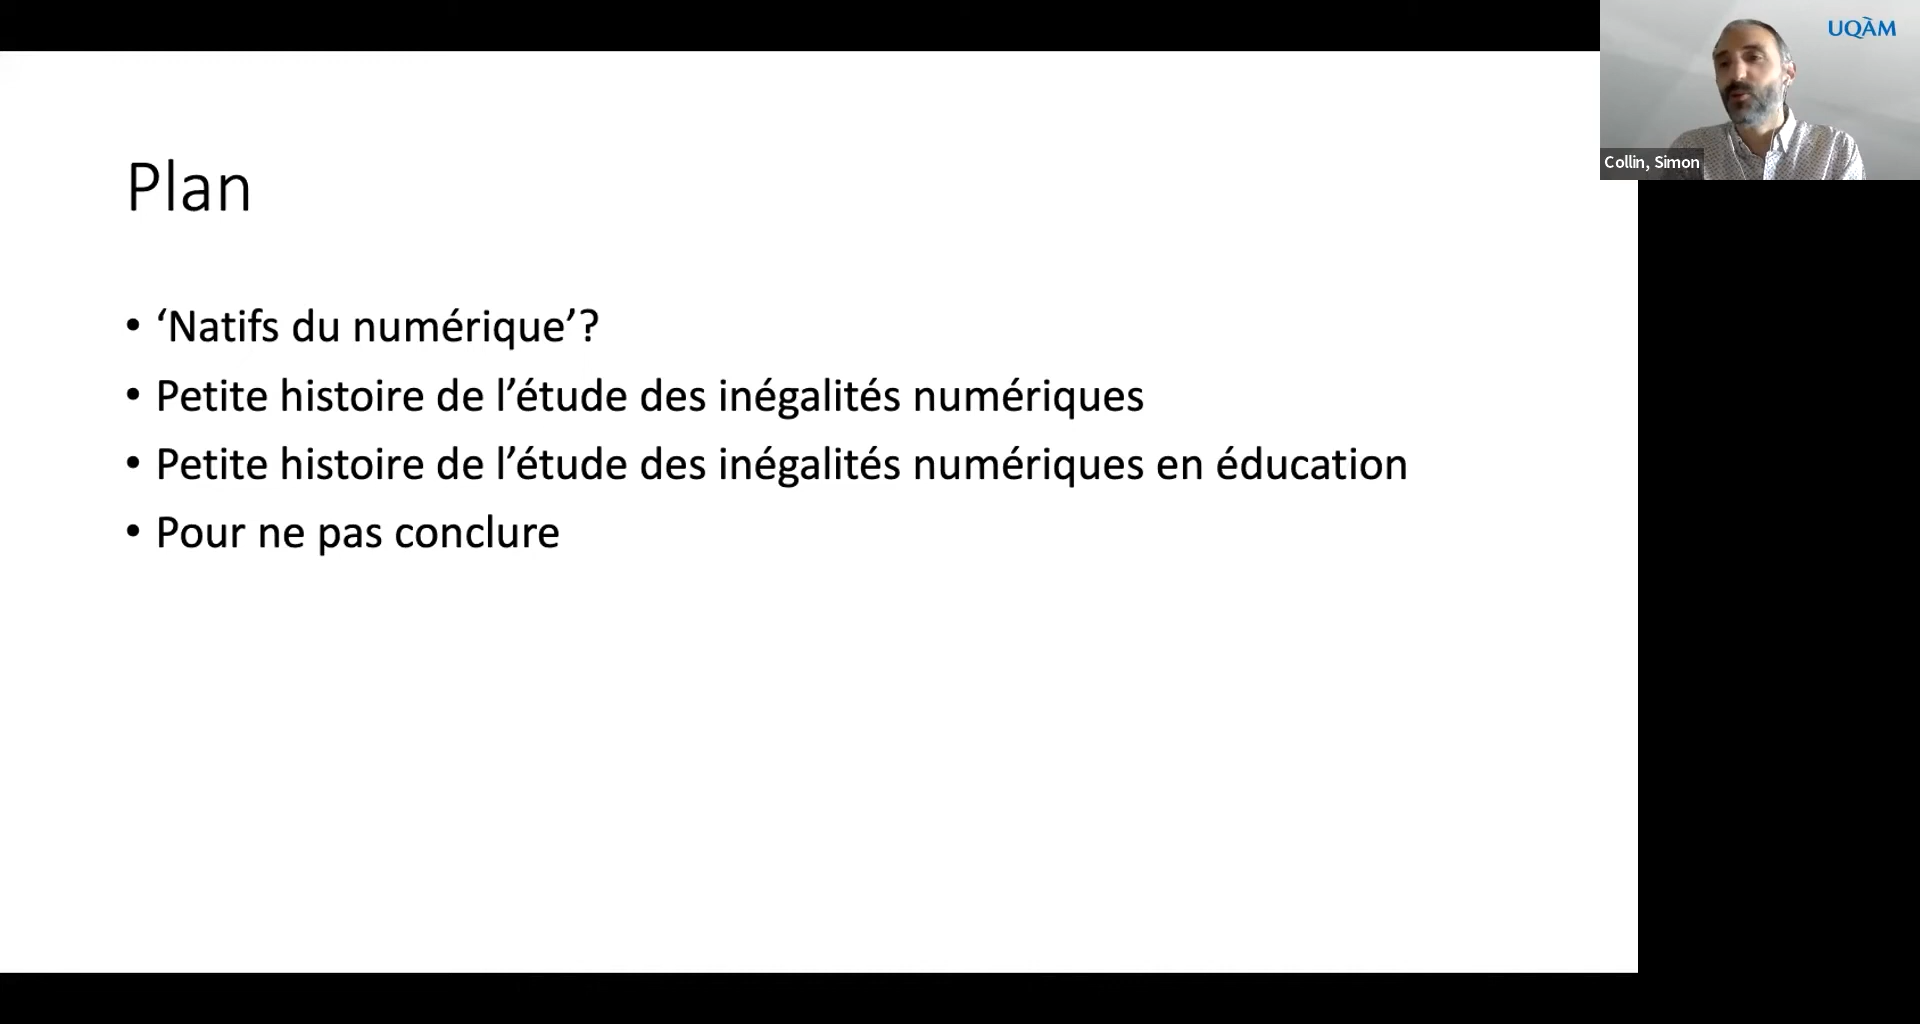 UQÀM
Collin, Simon
Plan
• ‘Natifs du numérique’?
• Petite histoire de l’étude des inégalités numériques
• Petite histoire de l’étude des inégalités numériques en éducation
• Pour ne pas conclure